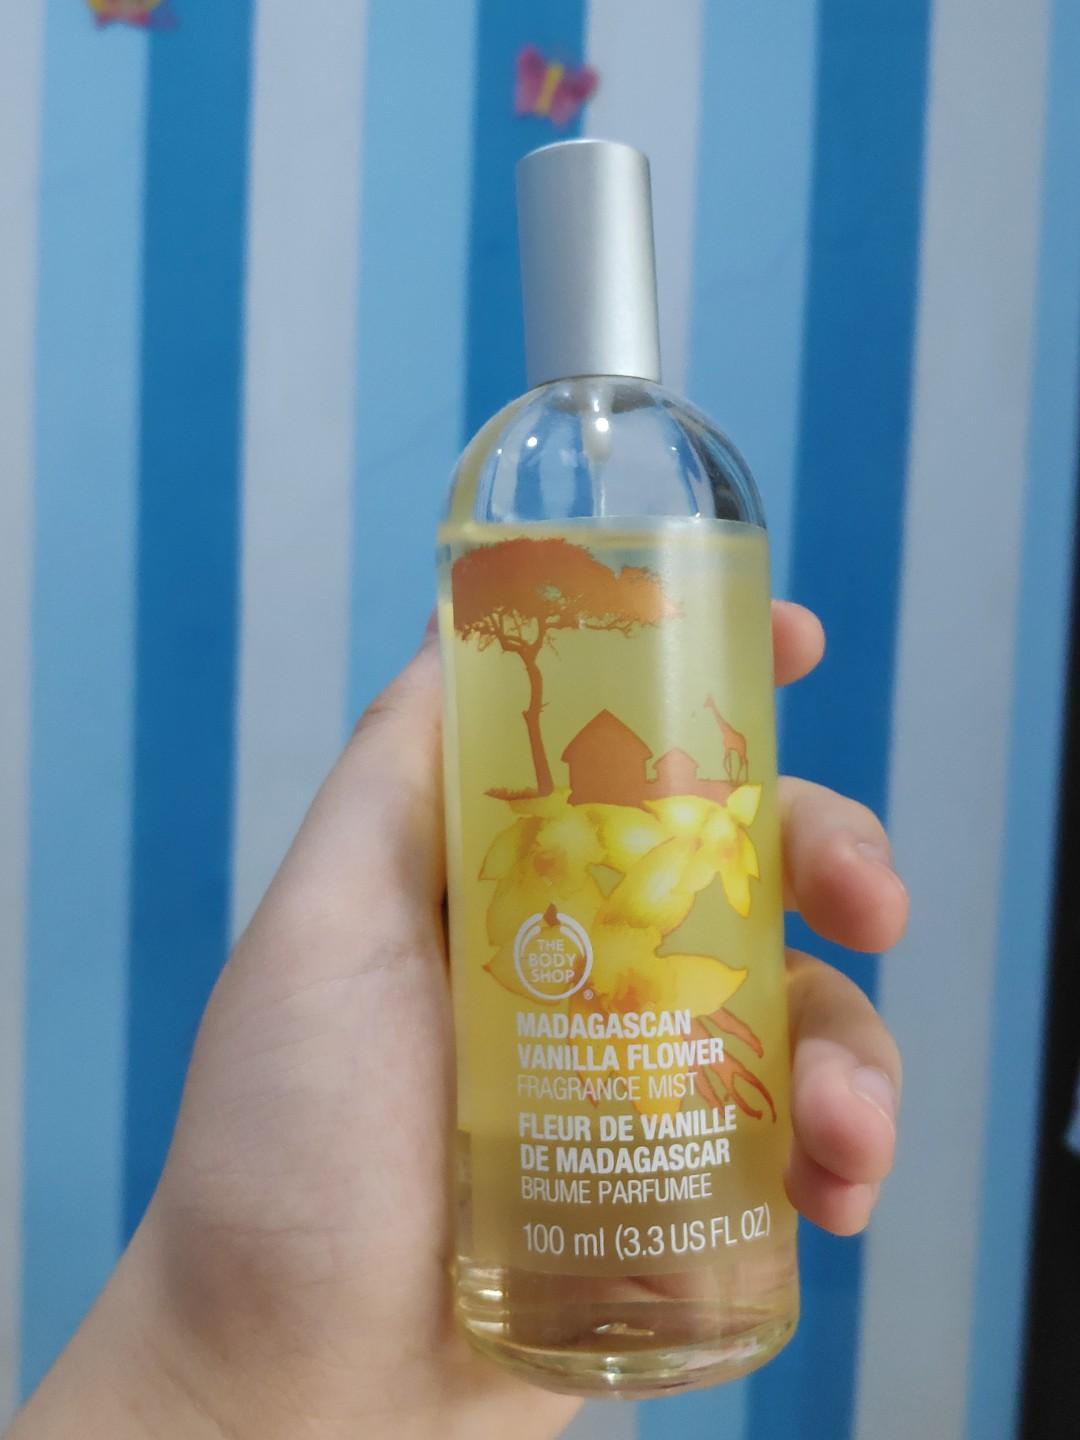 THE
BODY
SHOP
®
MADAGASCAN
VANILLA FLOWER
FRAGRANCE MIST
FLEUR DE VANILLE
DE MADAGASCAR
BRUME PARFUMEE
100 ml (3.3 US FL OZ)